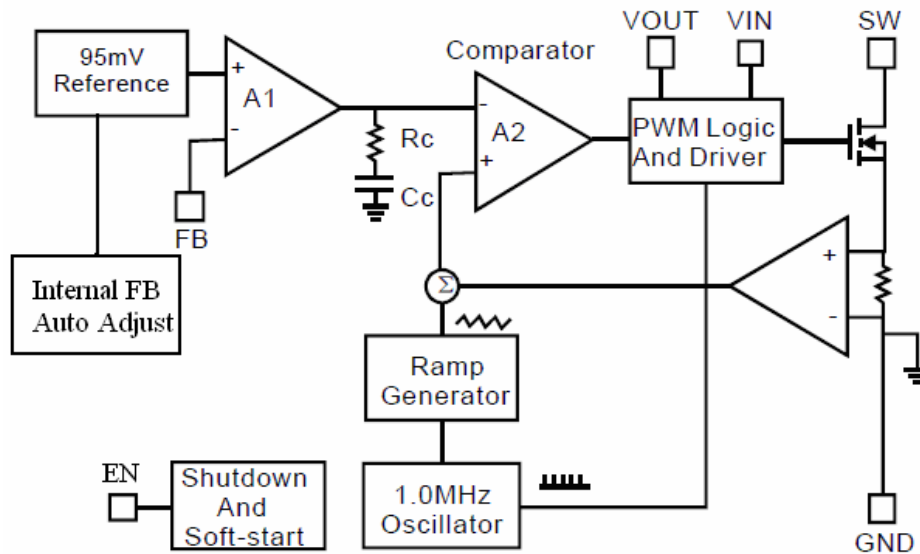 VOUT
VIN
SW
95mV
Reference
+
A1
-
FB
Comparator
-
A2
+
Rc
Cc
PWM Logic
And Driver
Internal FB
Auto Adjust
Σ
+
-
Ramp
Generator
EN
Shutdown
And
Soft-start
1.0MHz
Oscillator
GND